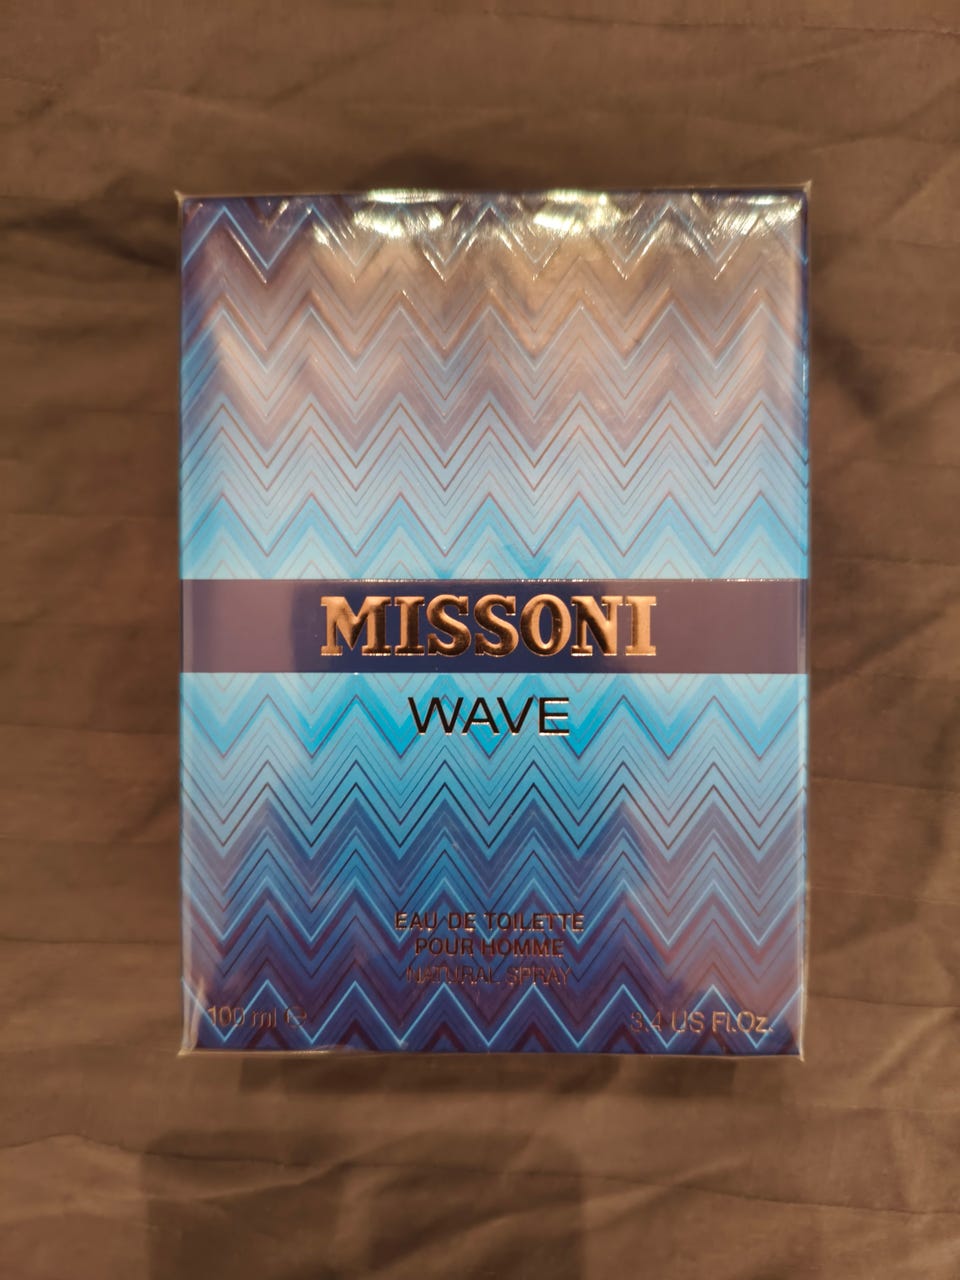 MISSONI
WAVE
EAU DE TOILETTE
POUR HOMME
NATURAL SPRAY
100 ml ℮
3.4 US Fl.Oz.